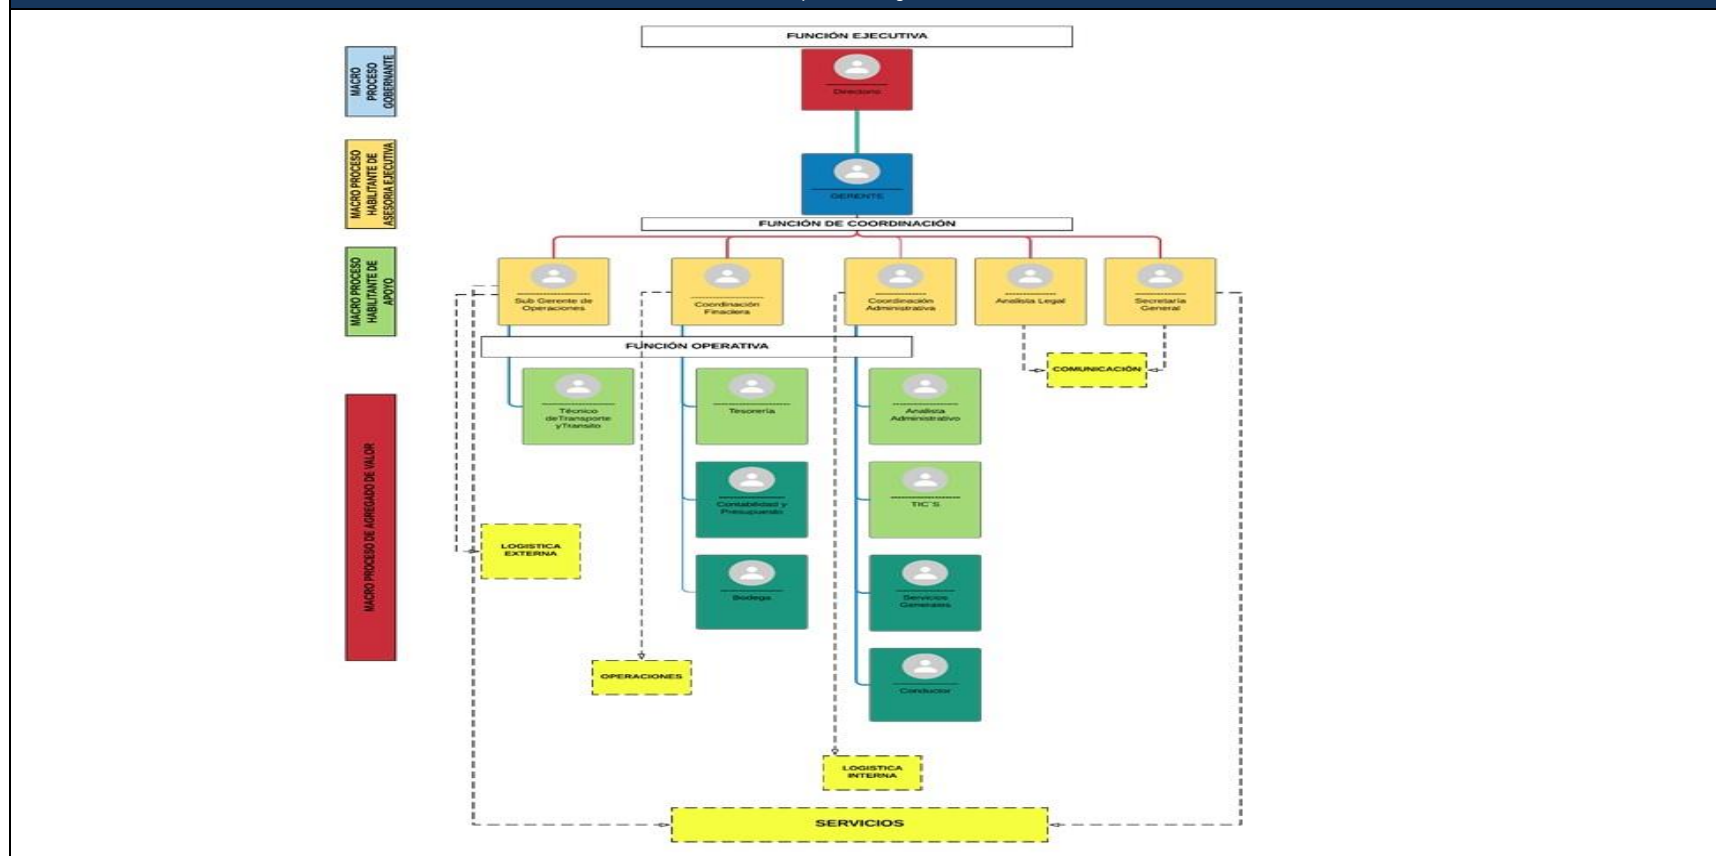 FUNCIÓN EJECUTIVA
MACRO
PROCESO
GOBERNANTE
Directorio
MACRO PROCESO
HABILITANTE DE
ASESORIA EJECUTIVA
GERENTE
FUNCIÓN DE COORDINACIÓN
MACRO PROCESO
HABILITANTE DE
APOYO
Sub Gerente de
Operaciones
Coordinación
Finaciera
Coordinación
Administrativa
Analista Legal
Secretaría
General
FUNCIÓN OPERATIVA
COMUNICACIÓN
MACRO PROCESO DE AGREGADO DE VALOR
Técnico
deTransporte
yTransito
Tesorería
Analista
Administrativo
Contabilidad y
Presupuesto
TIC´S
LOGISTICA
EXTERNA
Bodega
Servicios
Generales
OPERACIONES
Conductor
LOGISTICA
INTERNA
SERVICIOS